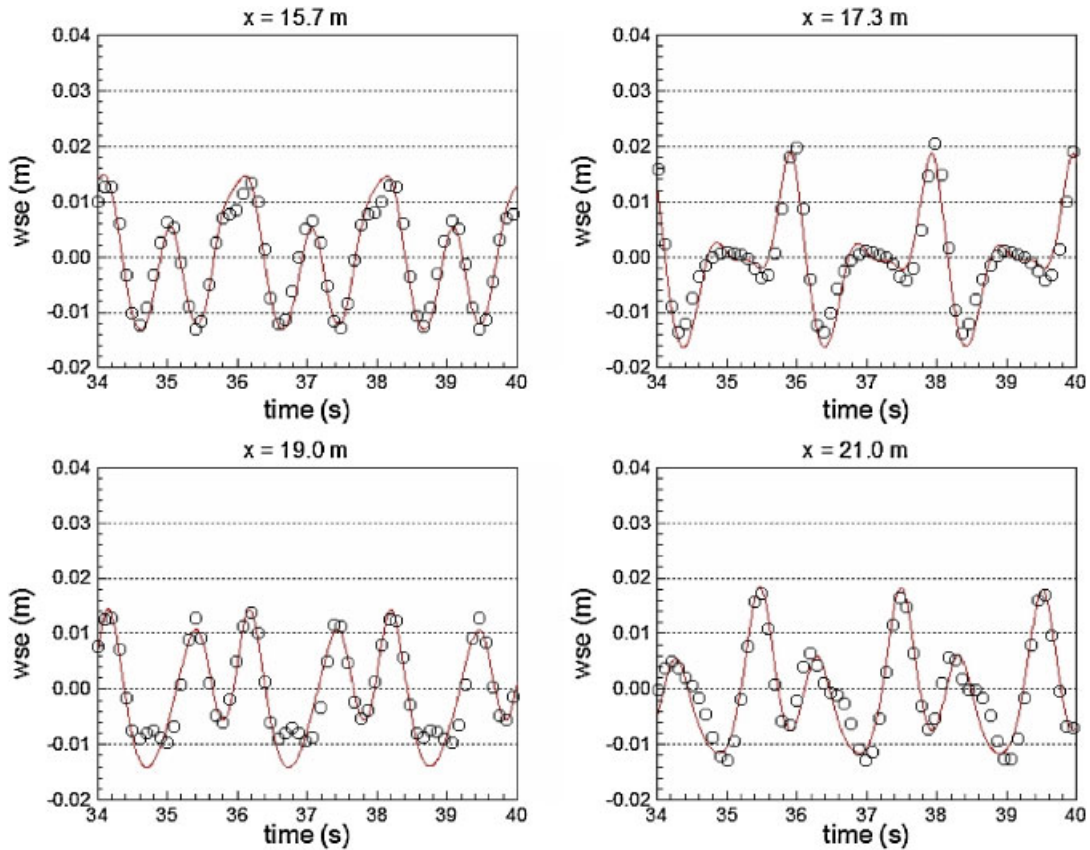 x = 15.7 m
0.04
0.03
0.02
0.01
0.00
-0.01
-0.02
wse (m)
34 35 36 37 38 39 40
time (s)
x = 17.3 m
0.04
0.03
0.02
0.01
0.00
-0.01
-0.02
wse (m)
34 35 36 37 38 39 40
time (s)
x = 19.0 m
0.04
0.03
0.02
0.01
0.00
-0.01
-0.02
wse (m)
34 35 36 37 38 39 40
time (s)
x = 21.0 m
0.04
0.03
0.02
0.01
0.00
-0.01
-0.02
wse (m)
34 35 36 37 38 39 40
time (s)